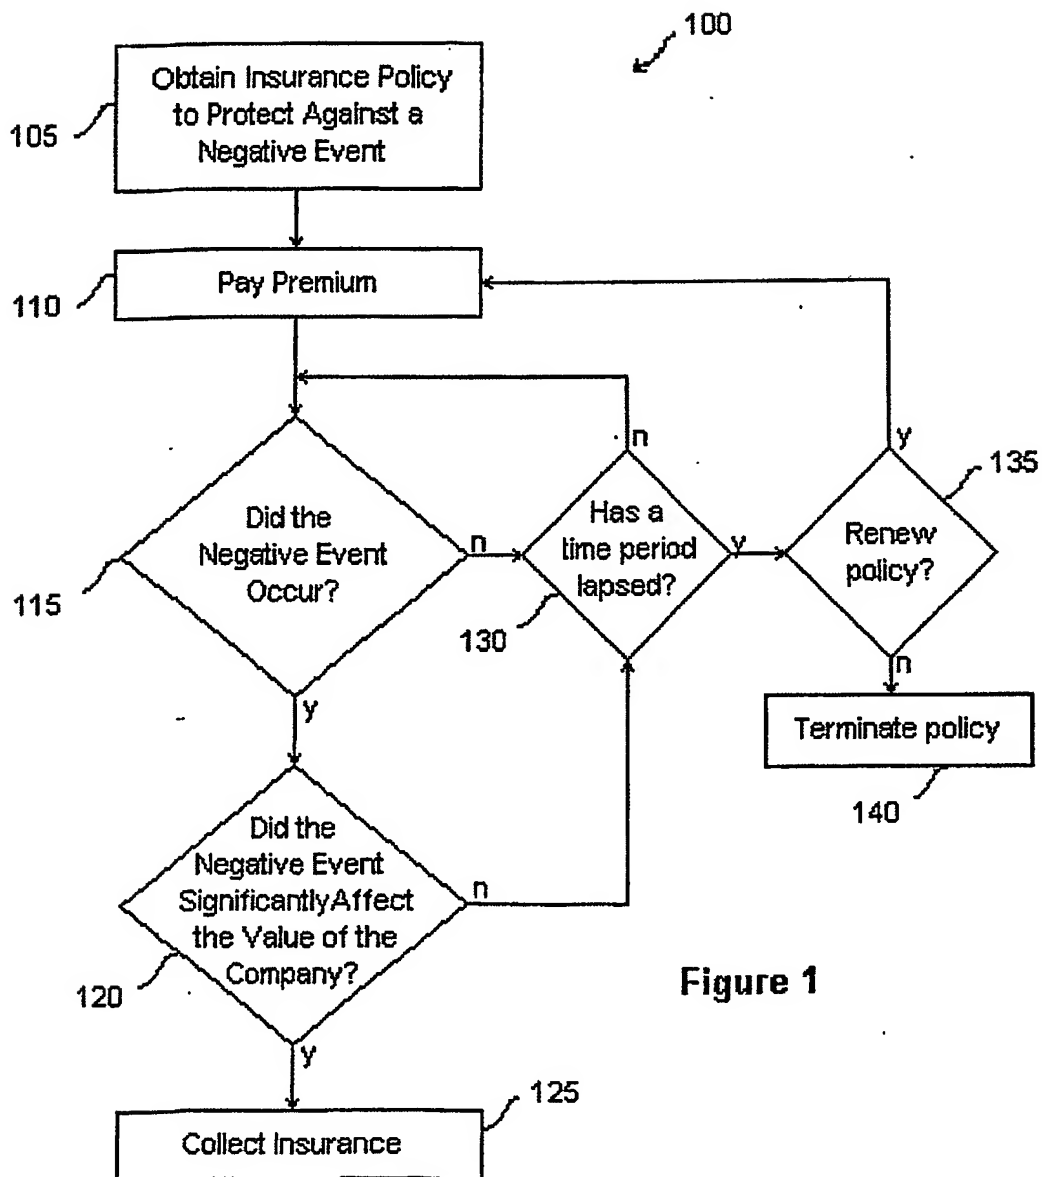 100
Obtain Insurance Policy
to Protect Against a
Negative Event
105
Pay Premium
110
n
y
135
Did the
Negative Event
Occur?
n
Has a
time period
lapsed?
y
Renew
policy?
115
130
n
y
Terminate policy
140
Did the
Negative Event
Significantly Affect
the Value of the
Company?
n
120
Figure 1
y
125
Collect Insurance